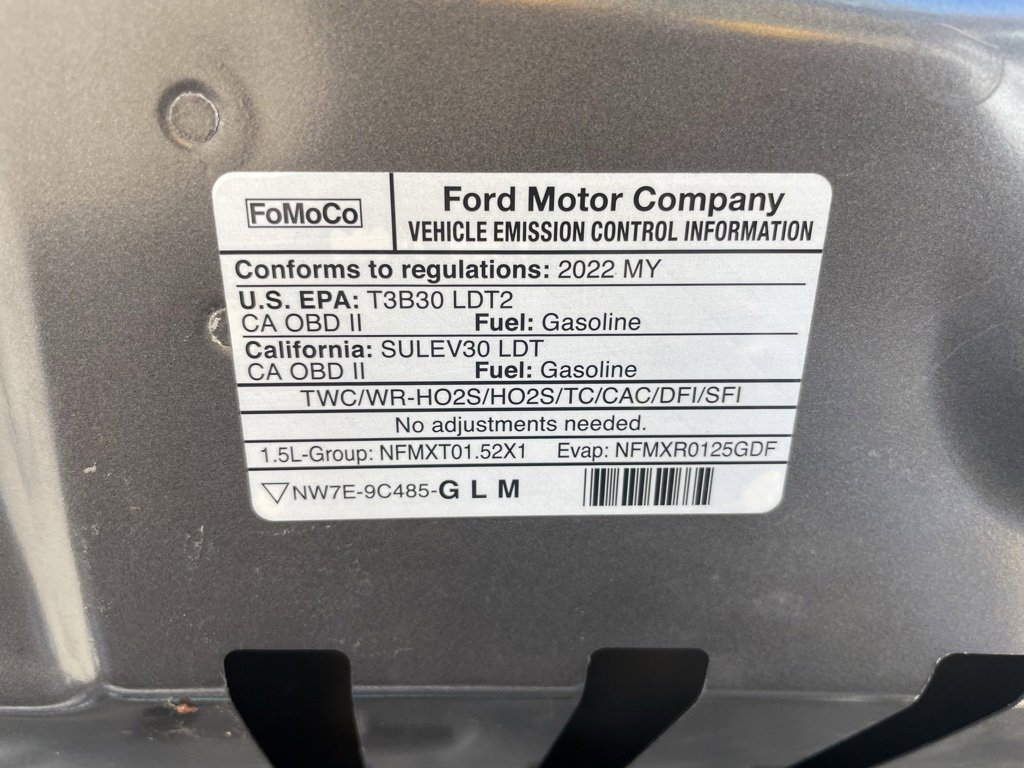 FoMoCo
Ford Motor Company
VEHICLE EMISSION CONTROL INFORMATION
Conforms to regulations: 2022 MY
U.S. EPA: T3B30 LDT2
CA OBD II Fuel: Gasoline
California: SULEV30 LDT
CA OBD II Fuel: Gasoline
TWC/WR-HO2S/HO2S/TC/CAC/DFI/SFI
No adjustments needed.
1.5L-Group: NFMXT01.52X1 Evap: NFMXR0125GDF
NW7E-9C485-G L M